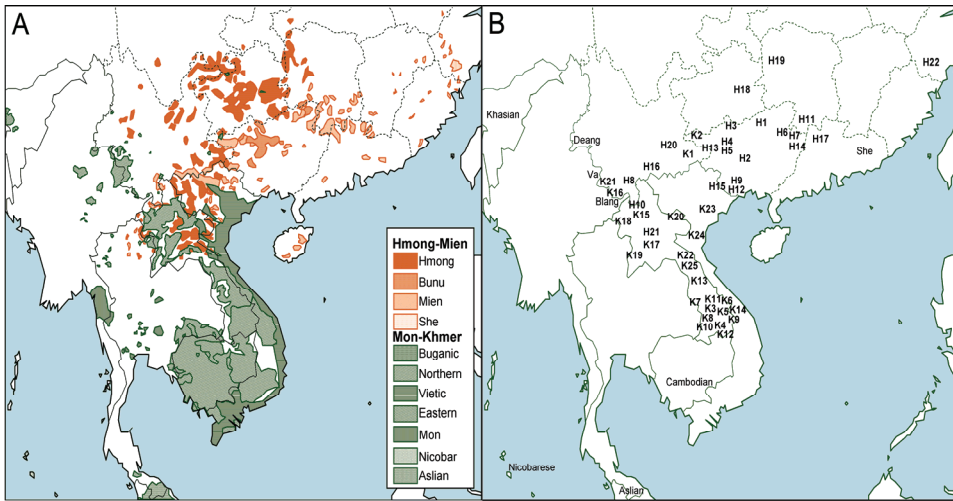 A
Hmong-Mien
Hmong
Bunu
Mien
She
Mon-Khmer
Buganic
Northern
Vietic
Eastern
Mon
Nicobar
Aslian
B
H19
H22
H18
Khasian
H1
H11
H3
K2
H6
H7
H17
Deang
H20
H4
H13
H5
H14
She
K1
H2
H16
Va
K21
H8
H15
H9
K16
H12
Blang
H10
K23
K15
K20
K18
H21
K24
K17
K19
K22
K25
K13
K7
K11
K6
K3
K5
K14
K8
K9
K10
K4
K12
Cambodian
Nicobarese
Aslian